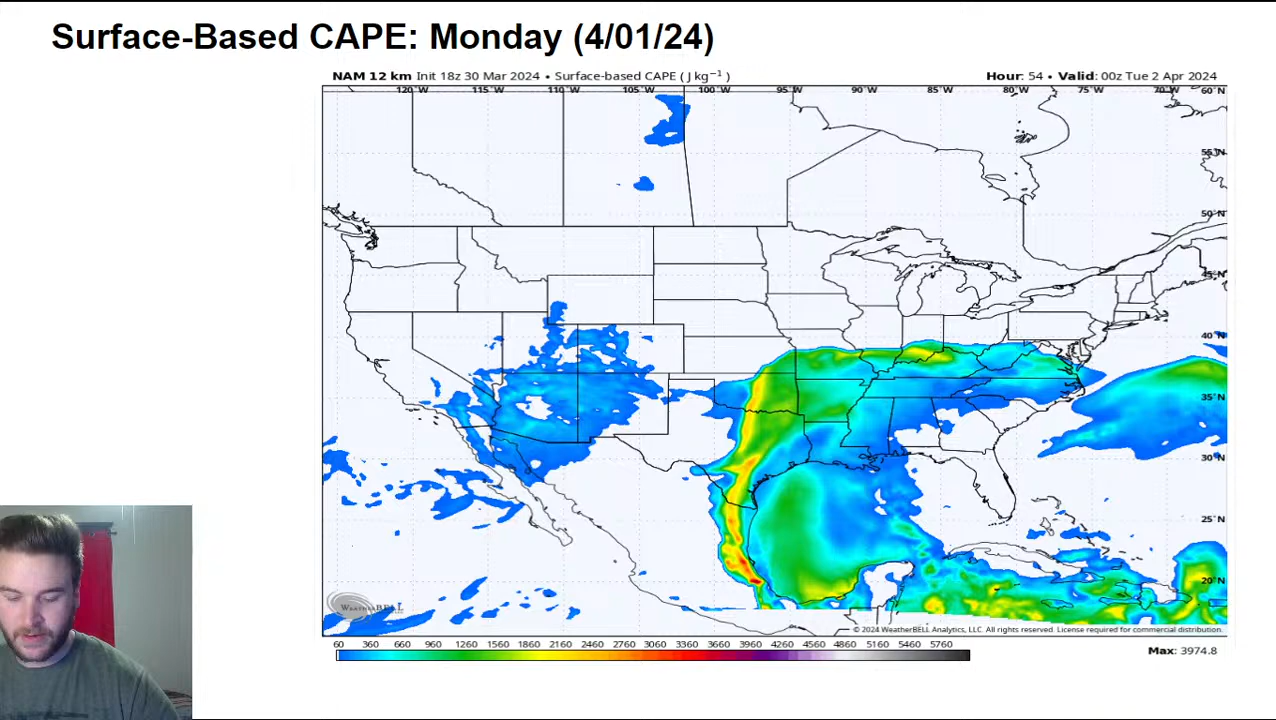 Surface-Based CAPE: Monday (4/01/24)
NAM 12 km Init 18z 30 Mar 2024 • Surface-based CAPE ( J kg⁻¹ )
Hour: 54 • Valid: 00z Tue 2 Apr 2024
120°W 115°W 110°W 105°W 100°W 95°W 90°W 85°W 80°W 75°W 70°W 60°N
55°N
50°N
45°N
40°N
35°N
30°N
25°N
20°N
WEATHERBELL
© 2024 WeatherBELL Analytics, LLC. All rights reserved. License required for commercial distribution.
60 360 660 960 1260 1560 1860 2160 2460 2760 3060 3360 3660 3960 4260 4560 4860 5160 5460 5760
Max: 3974.8